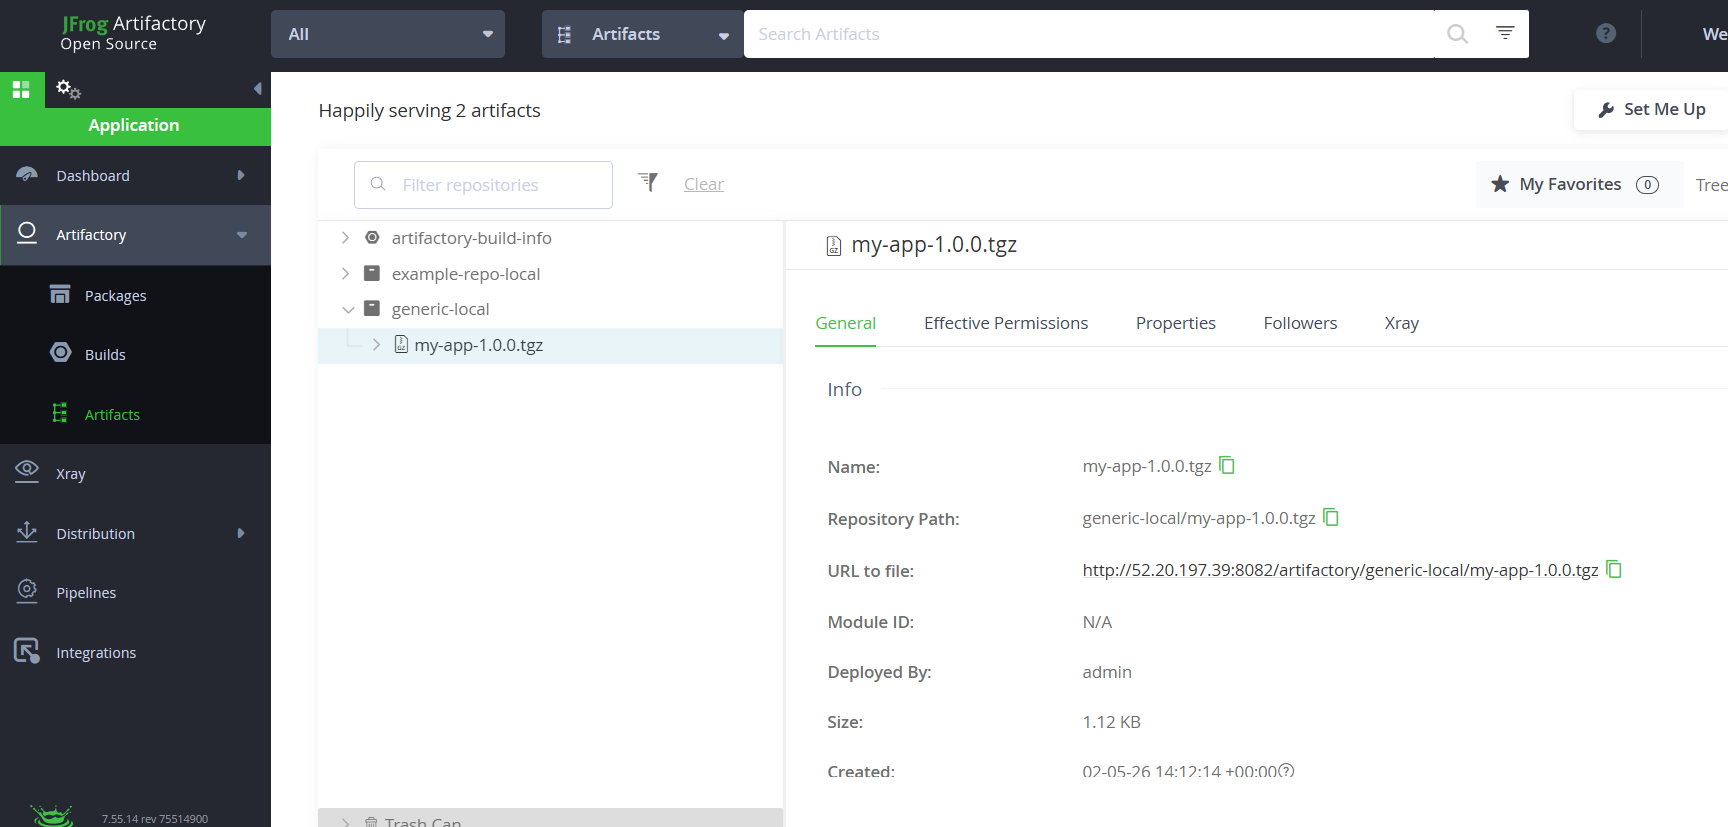 JFrog Artifactory
Open Source
All
Artifacts
Search Artifacts
?
We
Application
Happily serving 2 artifacts
Set Me Up
Dashboard
Filter repositories
Clear
My Favorites 0
Tree
Artifactory
Packages
Builds
Artifacts
Xray
Distribution
Pipelines
Integrations
7.55.14 rev 75514900
artifactory-build-info
example-repo-local
generic-local
my-app-1.0.0.tgz
Trash Can
my-app-1.0.0.tgz
General Effective Permissions Properties Followers Xray
Info
Name: my-app-1.0.0.tgz
Repository Path: generic-local/my-app-1.0.0.tgz
URL to file: http://52.20.197.39:8082/artifactory/generic-local/my-app-1.0.0.tgz
Module ID: N/A
Deployed By: admin
Size: 1.12 KB
Created: 02-05-26 14:12:14 +00:00